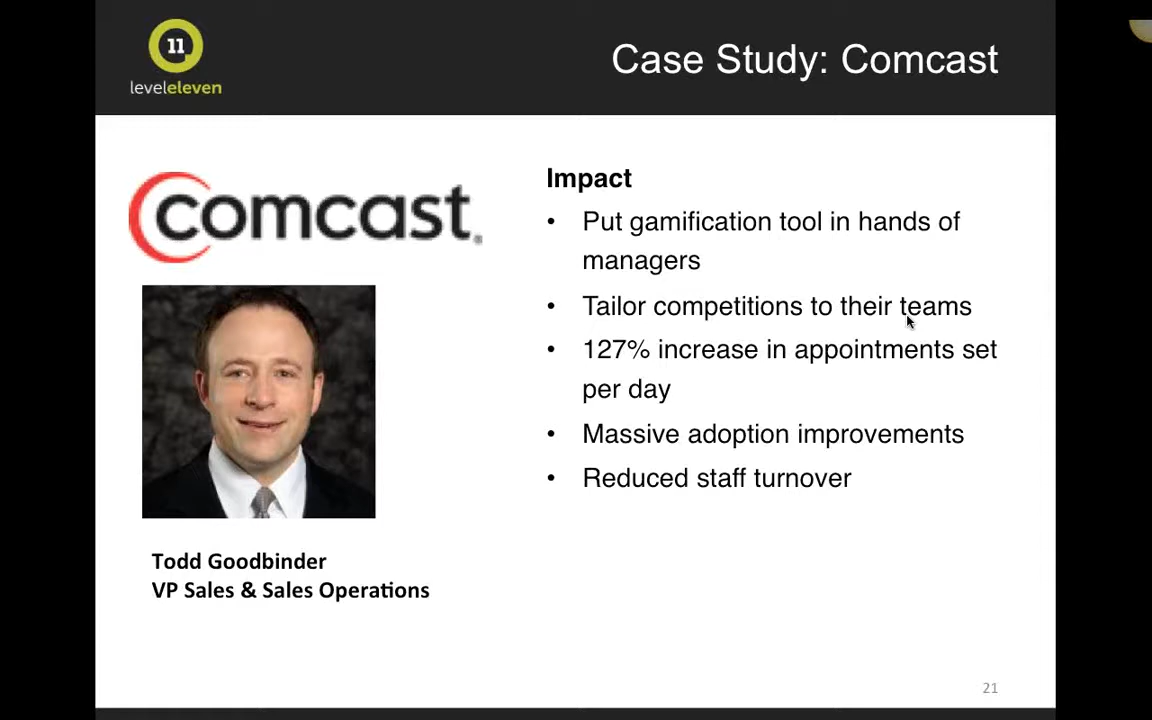 11
leveleleven
Case Study: Comcast
comcast®
Impact
• Put gamification tool in hands of
managers
• Tailor competitions to their teams
• 127% increase in appointments set
per day
• Massive adoption improvements
• Reduced staff turnover
Todd Goodbinder
VP Sales & Sales Operations
21